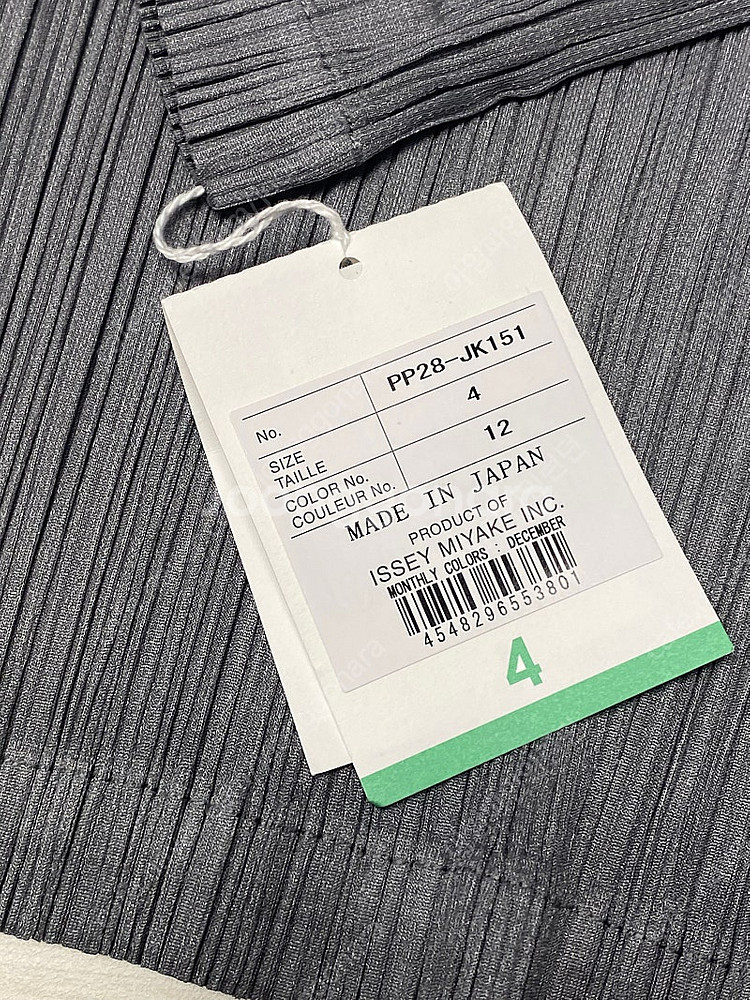 No. PP28-JK151
SIZE
TAILLE 4
COLOR No.
COULEUR No. 12
MADE IN JAPAN
PRODUCT OF
ISSEY MIYAKE INC.
MONTHLY COLORS : DECEMBER
4548296553801
4